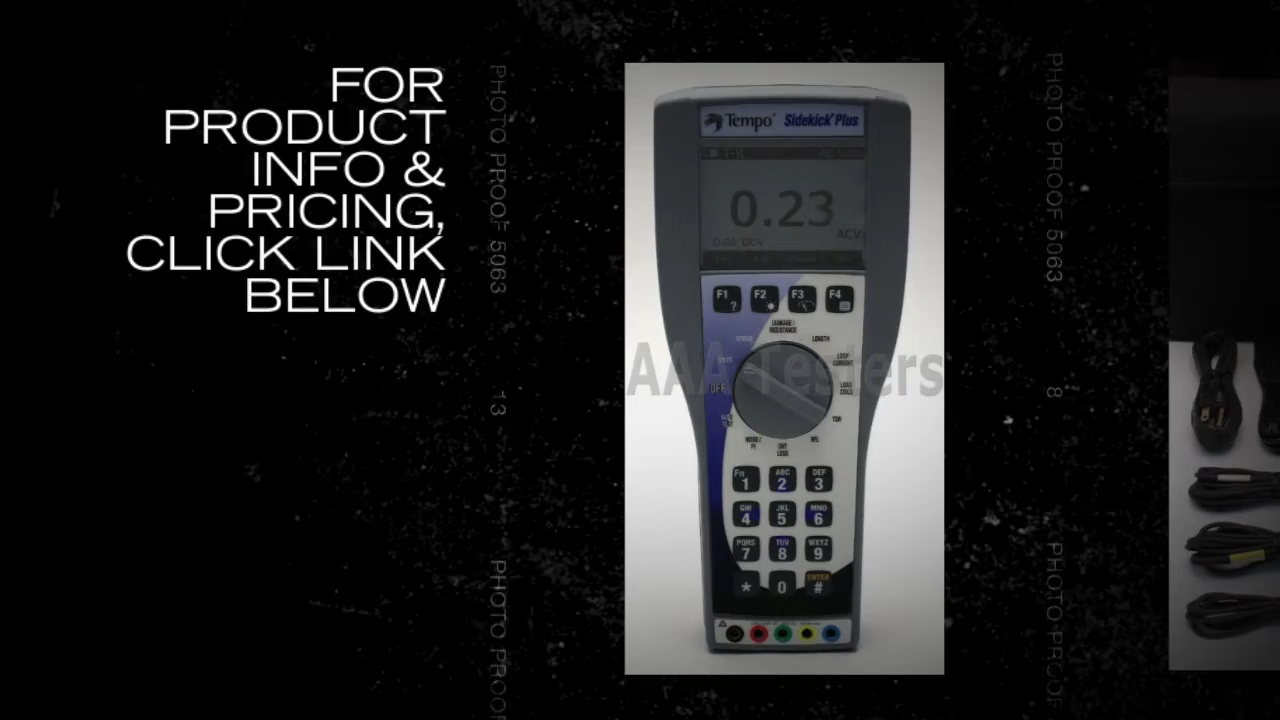 FOR
PRODUCT
INFO &
PRICING,
CLICK LINK
BELOW
PHOTO PROOF 5063
13
PHOTO PROOF
Tempo Sidekick Plus
0.23
ACV
0.00 DCV
F1 F2 F3 F4
?
LEAKAGE/
RESISTANCE
STRESS
LENGTH
VOLTS
LOOP
CURRENT
OFF
LOAD
COILS
TDR
NOISE/
PI
CKT
LOSS
RFL
AAA Testers
Fn ABC DEF
1 2 3
GHI JKL MNO
4 5 6
PQRS TUV WXYZ
7 8 9
ENTER
* 0 #
PHOTO PROOF 5063
8
PHOTO PROOF